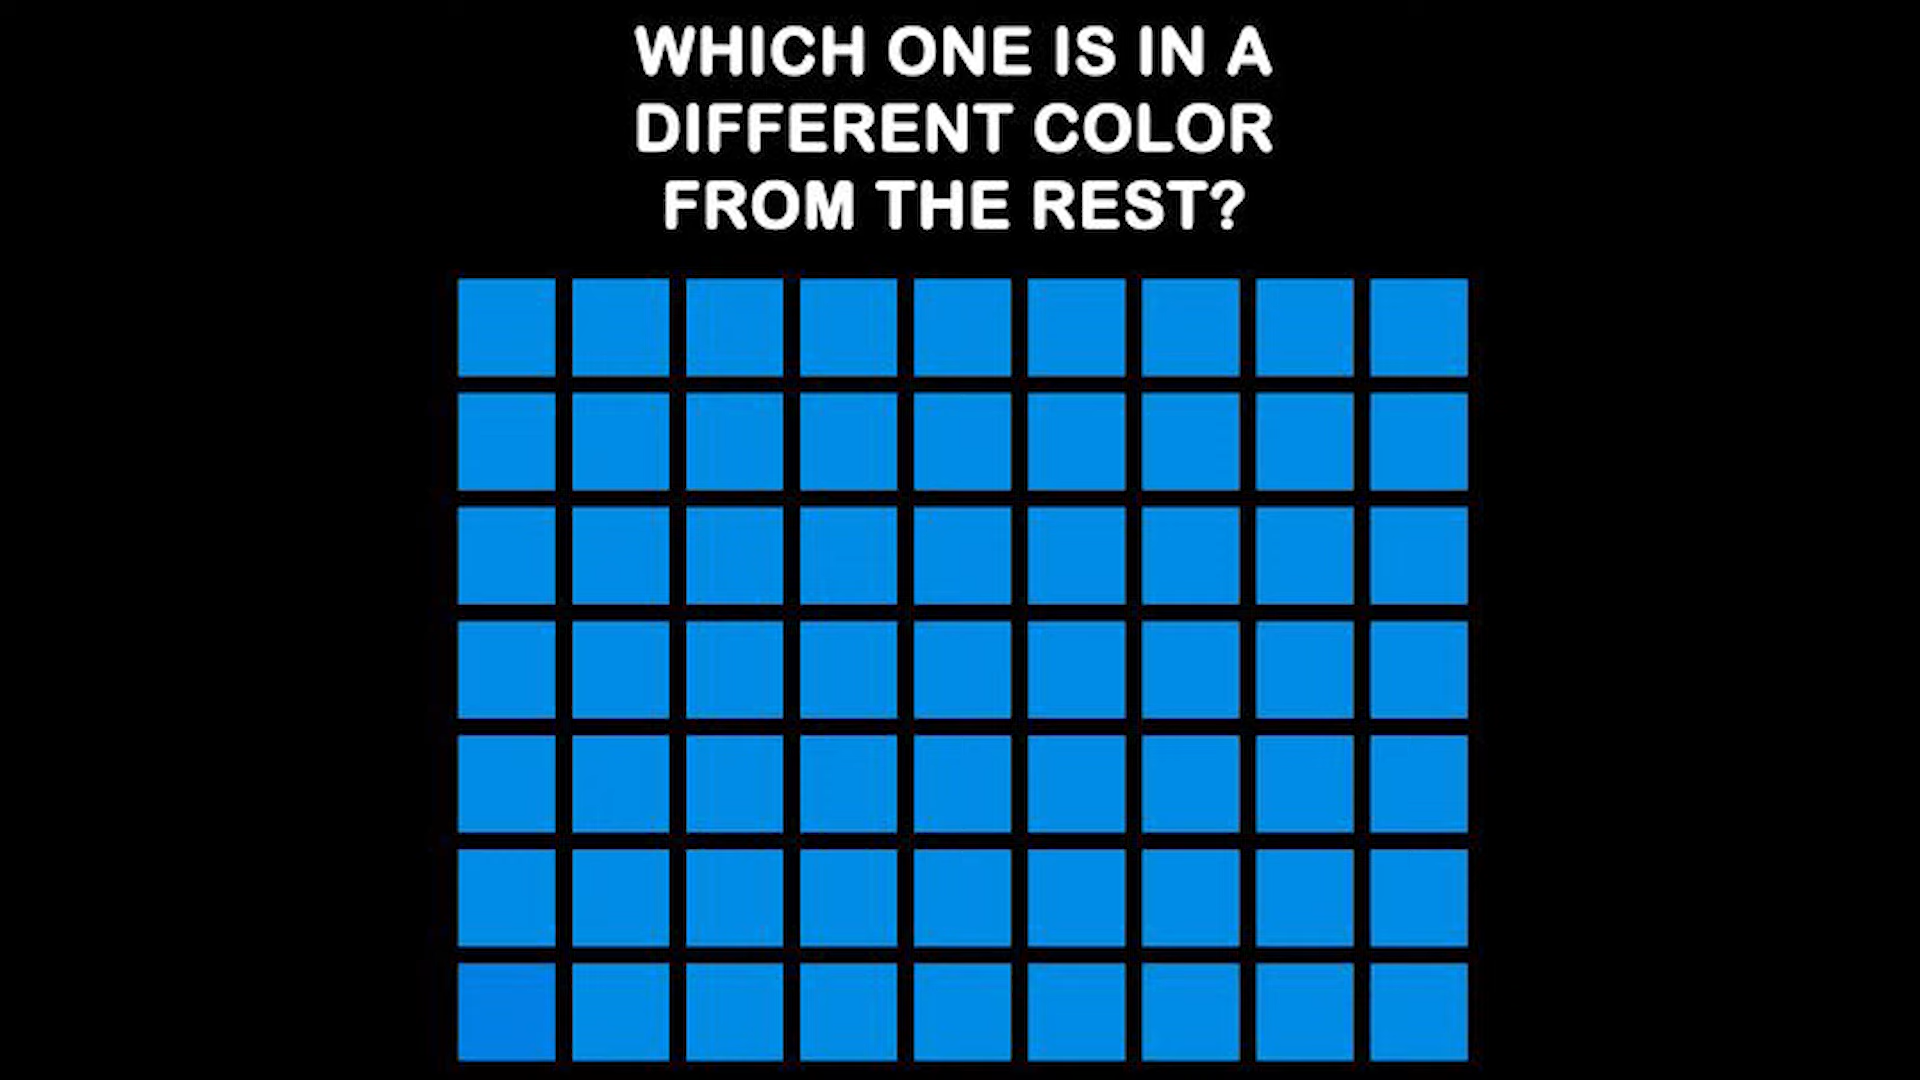 WHICH ONE IS IN A
DIFFERENT COLOR
FROM THE REST?